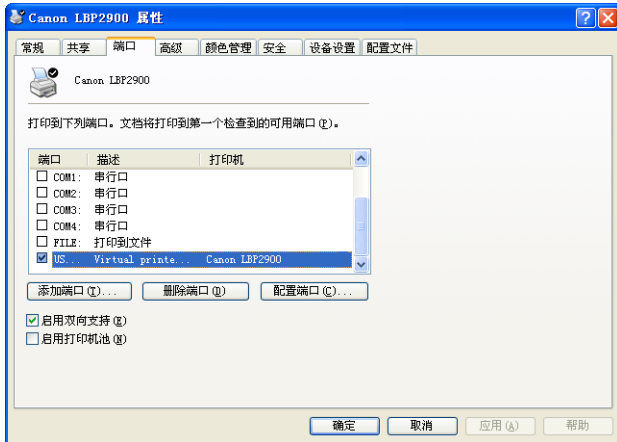 Canon LBP2900 属性
常规 共享 端口 高级 颜色管理 安全 设备设置 配置文件
Canon LBP2900
打印到下列端口。文档将打印到第一个检查到的可用端口(P)。
端口 描述 打印机
COM1: 串行口
COM2: 串行口
COM3: 串行口
COM4: 串行口
FILE: 打印到文件
US... Virtual printe... Canon LBP2900
添加端口(T)... 删除端口(D) 配置端口(C)...
启用双向支持(E)
启用打印机池(N)
确定 取消 应用(A) 帮助